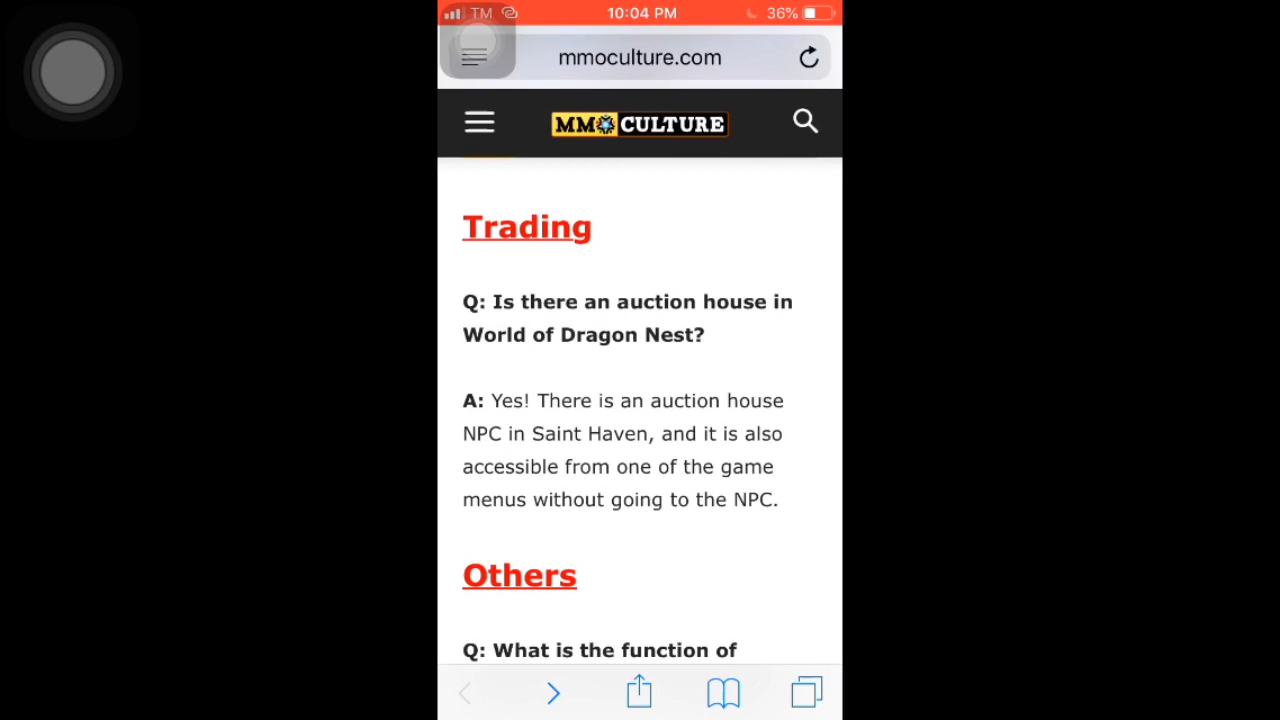 TM 10:04 PM 36%
mmoculture.com
MMO CULTURE
Trading
Q: Is there an auction house in
World of Dragon Nest?
A: Yes! There is an auction house
NPC in Saint Haven, and it is also
accessible from one of the game
menus without going to the NPC.
Others
Q: What is the function of